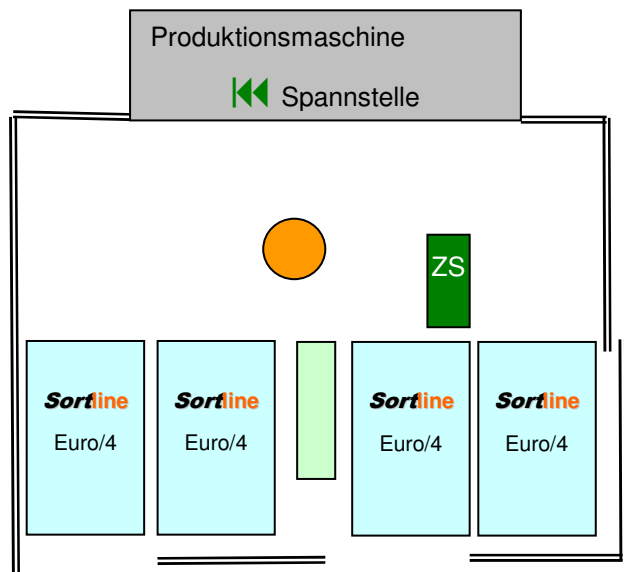 Produktionsmaschine
Spannstelle
ZS
Sortline
Euro/4
Sortline
Euro/4
Sortline
Euro/4
Sortline
Euro/4